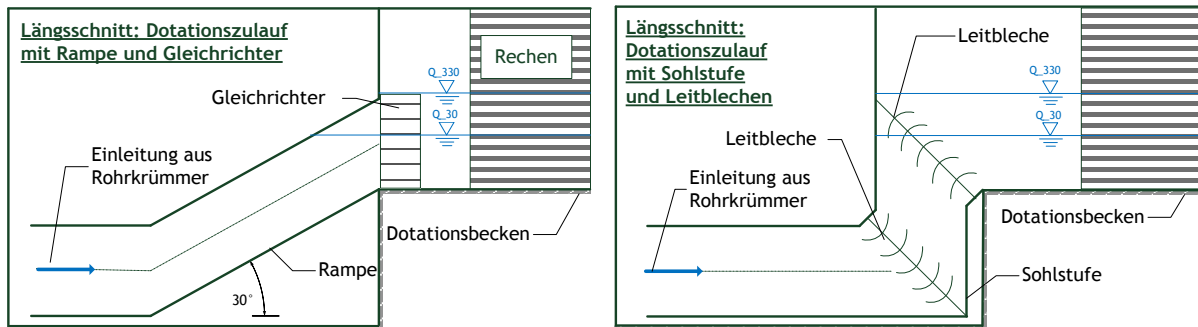 Längsschnitt: Dotationszulauf
mit Rampe und Gleichrichter
Rechen
Q_330
Gleichrichter
Q_30
Einleitung aus
Rohrkrümmer
Dotationsbecken
Rampe
30°
Längsschnitt:
Dotationszulauf
mit Sohlstufe
und Leitblechen
Leitbleche
Q_330
Q_30
Leitbleche
Einleitung aus
Rohrkrümmer
Dotationsbecken
Sohlstufe